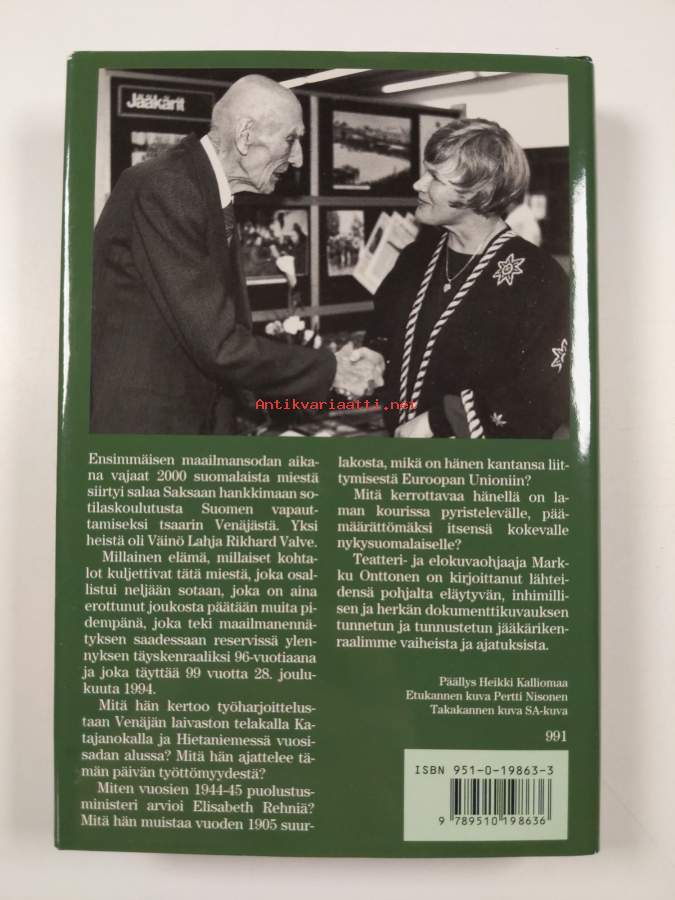 Jääkärit
Antikvariaatti.net
Ensimmäisen maailmansodan aika-
na vajaat 2000 suomalaista miestä
siirtyi salaa Saksaan hankkimaan so-
tilaskoulutusta Suomen vapaut-
tamiseksi tsaarin Venäjästä. Yksi
heistä oli Väinö Lahja Rikhard Valve.
Millainen elämä, millaiset kohta-
lot kuljettivat tätä miestä, joka osal-
listui neljään sotaan, joka on aina
erottunut joukosta päätään muita pi-
dempänä, joka teki maailmanennä-
tyksen saadessaan reservissä ylen-
nyksen täyskenraaliksi 96-vuotiaana
ja joka täyttää 99 vuotta 28. joulu-
kuuta 1994.
Mitä hän kertoo työharjoittelus-
taan Venäjän laivaston telakalla Ka-
tajanokalla ja Hietaniemessä vuosi-
sadan alussa? Mitä hän ajattelee tä-
män päivän työttömyydestä?
Miten vuosien 1944-45 puolustus-
ministeri arvioi Elisabeth Rehniä?
Mitä hän muistaa vuoden 1905 suur-
lakosta, mikä on hänen kantansa liit-
tymisestä Euroopan Unioniin?
Mitä kerrottavaa hänellä on la-
man kourissa pyristelevälle, pää-
määrättömäksi itsensä kokevalle
nykysuomalaiselle?
Teatteri- ja elokuvaohjaaja Mark-
ku Onttonen on kirjoittanut lähtei-
densä pohjalta eläytyvän, inhimilli-
sen ja herkän dokumenttikuvauksen
tunnetun ja tunnustetun jääkäriken-
raalimme vaiheista ja ajatuksista.
Päällys Heikki Kalliomaa
Etukannen kuva Pertti Nisonen
Takakannen kuva SA-kuva
991
ISBN 951-0-19863-3
9 789510 198636